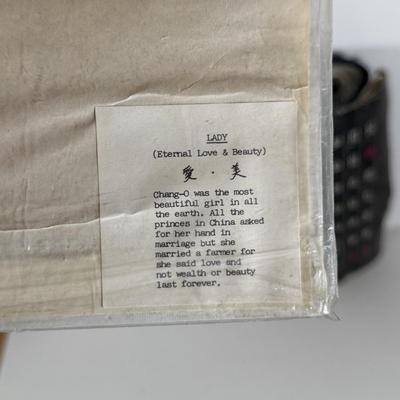 LADY
(Eternal Love & Beauty)
愛 · 美
Chang-O was the most
beautiful girl in all
the earth. All the
princes in China asked
for her hand in
marriage but she
married a farmer for
she said love and
not wealth or beauty
last forever.